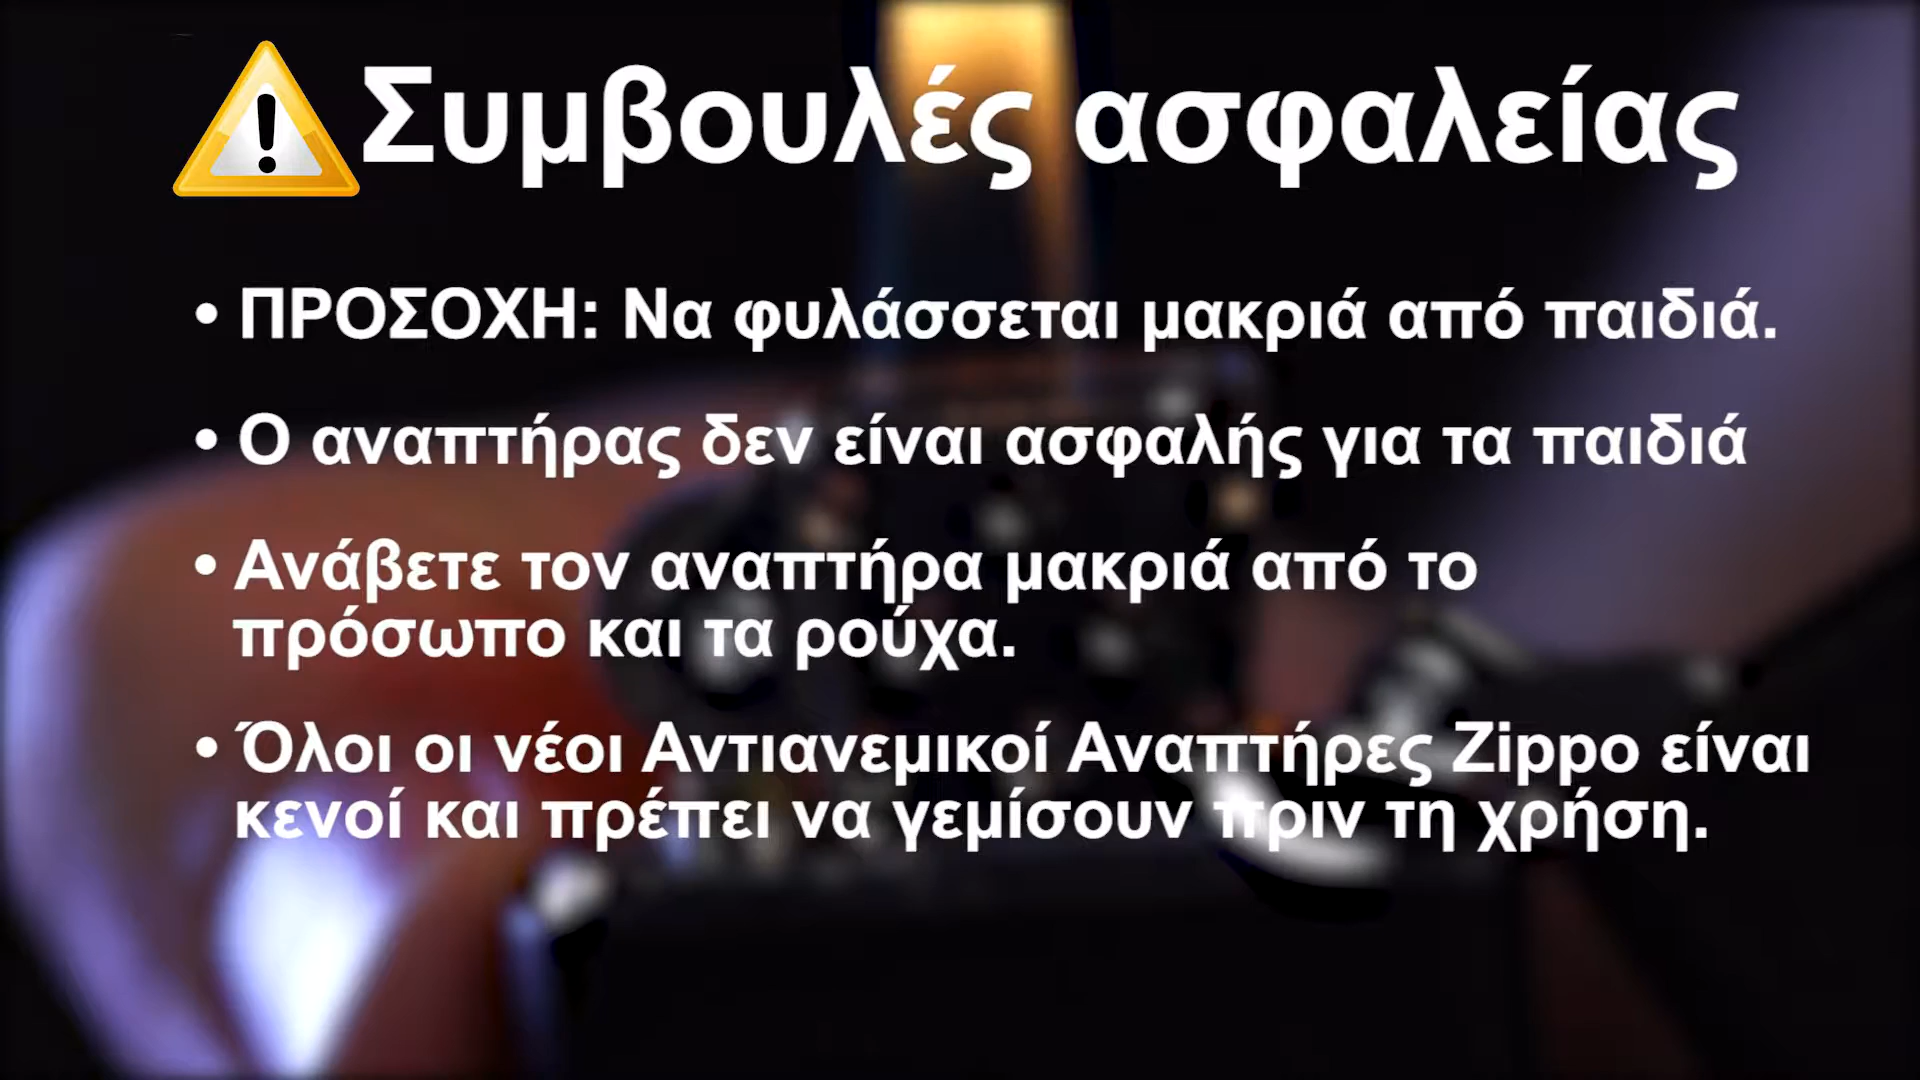 Συμβουλές ασφαλείας
• ΠΡΟΣΟΧΗ: Να φυλάσσεται μακριά από παιδιά.
• Ο αναπτήρας δεν είναι ασφαλής για τα παιδιά
• Ανάβετε τον αναπτήρα μακριά από το
πρόσωπο και τα ρούχα.
• Όλοι οι νέοι Αντιανεμικοί Αναπτήρες Zippo είναι
κενοί και πρέπει να γεμίσουν πριν τη χρήση.